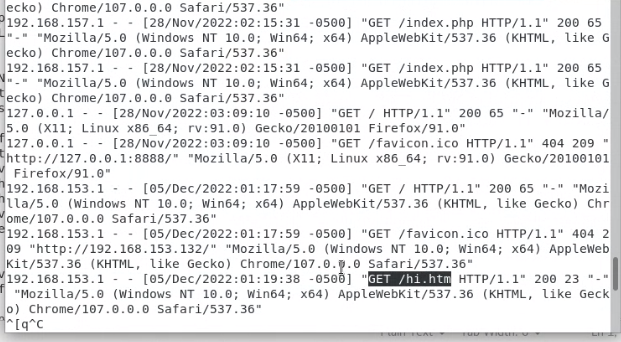 ecko) Chrome/107.0.0.0 Safari/537.36"
192.168.157.1 - - [28/Nov/2022:02:15:31 -0500] "GET /index.php HTTP/1.1" 200 65
"-" "Mozilla/5.0 (Windows NT 10.0; Win64; x64) AppleWebKit/537.36 (KHTML, like G
ecko) Chrome/107.0.0.0 Safari/537.36"
192.168.157.1 - - [28/Nov/2022:02:15:31 -0500] "GET /index.php HTTP/1.1" 200 65
"-" "Mozilla/5.0 (Windows NT 10.0; Win64; x64) AppleWebKit/537.36 (KHTML, like G
ecko) Chrome/107.0.0.0 Safari/537.36"
127.0.0.1 - - [28/Nov/2022:03:09:10 -0500] "GET / HTTP/1.1" 200 65 "-" "Mozilla/
5.0 (X11; Linux x86_64; rv:91.0) Gecko/20100101 Firefox/91.0"
127.0.0.1 - - [28/Nov/2022:03:09:10 -0500] "GET /favicon.ico HTTP/1.1" 404 209 "
http://127.0.0.1:8888/" "Mozilla/5.0 (X11; Linux x86_64; rv:91.0) Gecko/20100101
Firefox/91.0"
192.168.153.1 - - [05/Dec/2022:01:17:59 -0500] "GET / HTTP/1.1" 200 65 "-" "Mozi
lla/5.0 (Windows NT 10.0; Win64; x64) AppleWebKit/537.36 (KHTML, like Gecko) Chr
ome/107.0.0.0 Safari/537.36"
192.168.153.1 - - [05/Dec/2022:01:17:59 -0500] "GET /favicon.ico HTTP/1.1" 404 2
09 "http://192.168.153.132/" "Mozilla/5.0 (Windows NT 10.0; Win64; x64) AppleWeb
Kit/537.36 (KHTML, like Gecko) Chrome/107.0.0.0 Safari/537.36"
192.168.153.1 - - [05/Dec/2022:01:19:38 -0500] "GET /hi.htm HTTP/1.1" 200 23 "-"
"Mozilla/5.0 (Windows NT 10.0; Win64; x64) AppleWebKit/537.36 (KHTML, like Geck
o) Chrome/107.0.0.0 Safari/537.36"
^[q^C